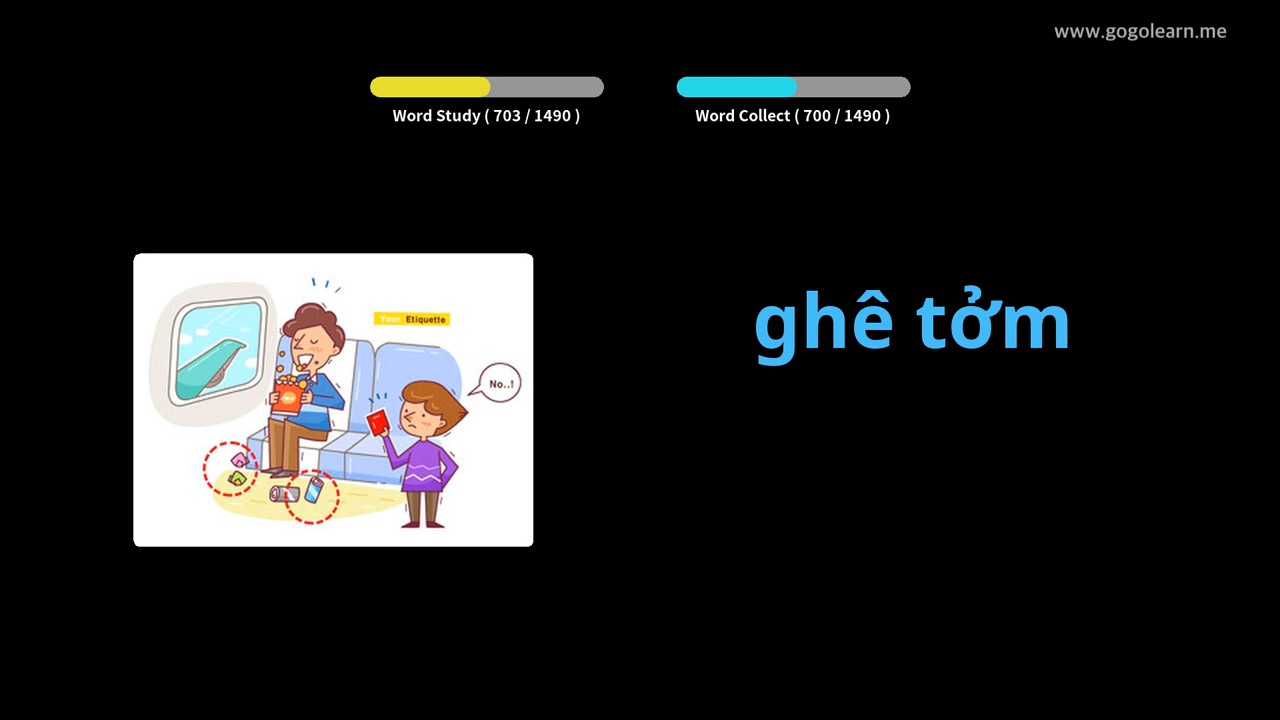 www.gogolearn.me
Word Study ( 703 / 1490 )
Word Collect ( 700 / 1490 )
Your Etiquette
No..!
ghê tởm